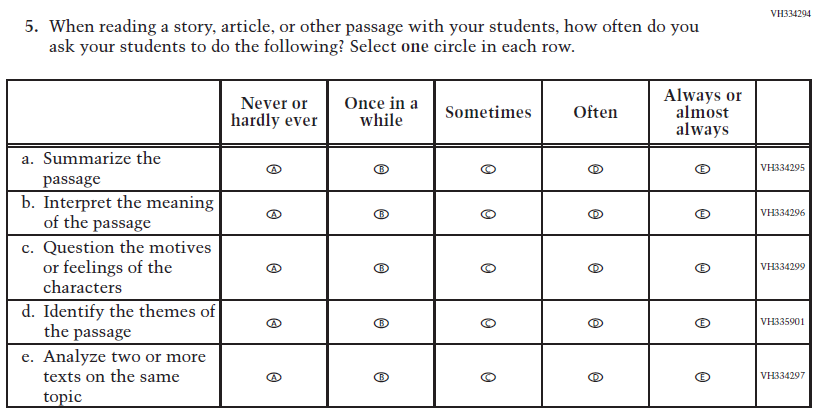 VH334294
5. When reading a story, article, or other passage with your students, how often do you
ask your students to do the following? Select one circle in each row.
Never or
hardly ever
Once in a
while
Sometimes
Often
Always or
almost
always
a. Summarize the
passage
A B C D E VH334295
b. Interpret the meaning
of the passage
A B C D E VH334296
c. Question the motives
or feelings of the
characters
A B C D E VH334299
d. Identify the themes of
the passage
A B C D E VH335901
e. Analyze two or more
texts on the same
topic
A B C D E VH334297